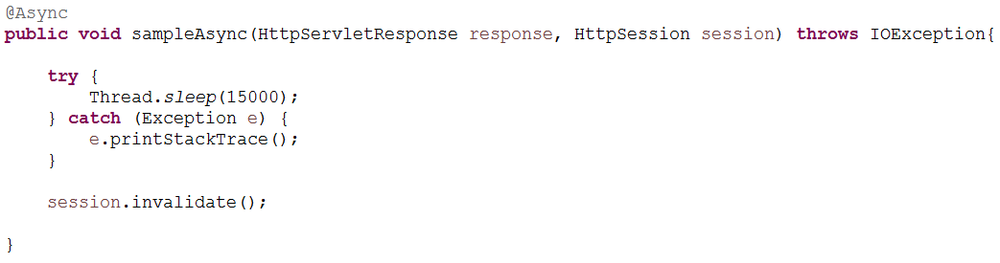 @Async
public void sampleAsync(HttpServletResponse response, HttpSession session) throws IOException{
try {
Thread.sleep(15000);
} catch (Exception e) {
e.printStackTrace();
}
session.invalidate();
}